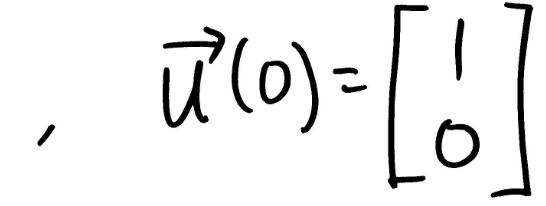 , $\vec{u}(0) = \begin{bmatrix} 1 \\ 0 \end{bmatrix}$